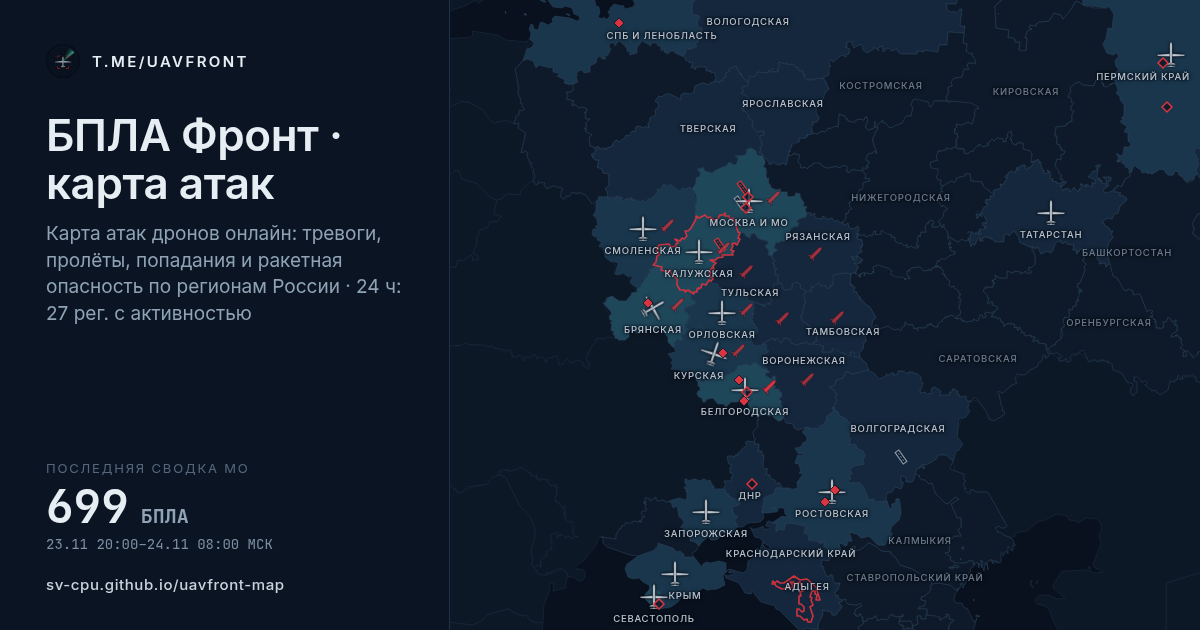 T.ME/UAVFRONT
БПЛА Фронт ·
карта атак
Карта атак дронов онлайн: тревоги,
пролёты, попадания и ракетная
опасность по регионам России · 24 ч:
27 рег. с активностью
ПОСЛЕДНЯЯ СВОДКА МО
699 БПЛА
23.11 20:00–24.11 08:00 МСК
sv-cpu.github.io/uavfront-map
ВОЛОГОДСКАЯ
СПБ И ЛЕНОБЛАСТЬ
ПЕРМСКИЙ КРАЙ
КОСТРОМСКАЯ
КИРОВСКАЯ
ЯРОСЛАВСКАЯ
ТВЕРСКАЯ
НИЖЕГОРОДСКАЯ
МОСКВА И МО
РЯЗАНСКАЯ
ТАТАРСТАН
СМОЛЕНСКАЯ
БАШКОРТОСТАН
КАЛУЖСКАЯ
ТУЛЬСКАЯ
БРЯНСКАЯ
ОРЛОВСКАЯ
ТАМБОВСКАЯ
ОРЕНБУРГСКАЯ
ВОРОНЕЖСКАЯ
САРАТОВСКАЯ
КУРСКАЯ
БЕЛГОРОДСКАЯ
ВОЛГОГРАДСКАЯ
ДНР
РОСТОВСКАЯ
ЗАПОРОЖСКАЯ
КАЛМЫКИЯ
КРАСНОДАРСКИЙ КРАЙ
СТАВРОПОЛЬСКИЙ КРАЙ
АДЫГЕЯ
КРЫМ
СЕВАСТОПОЛЬ